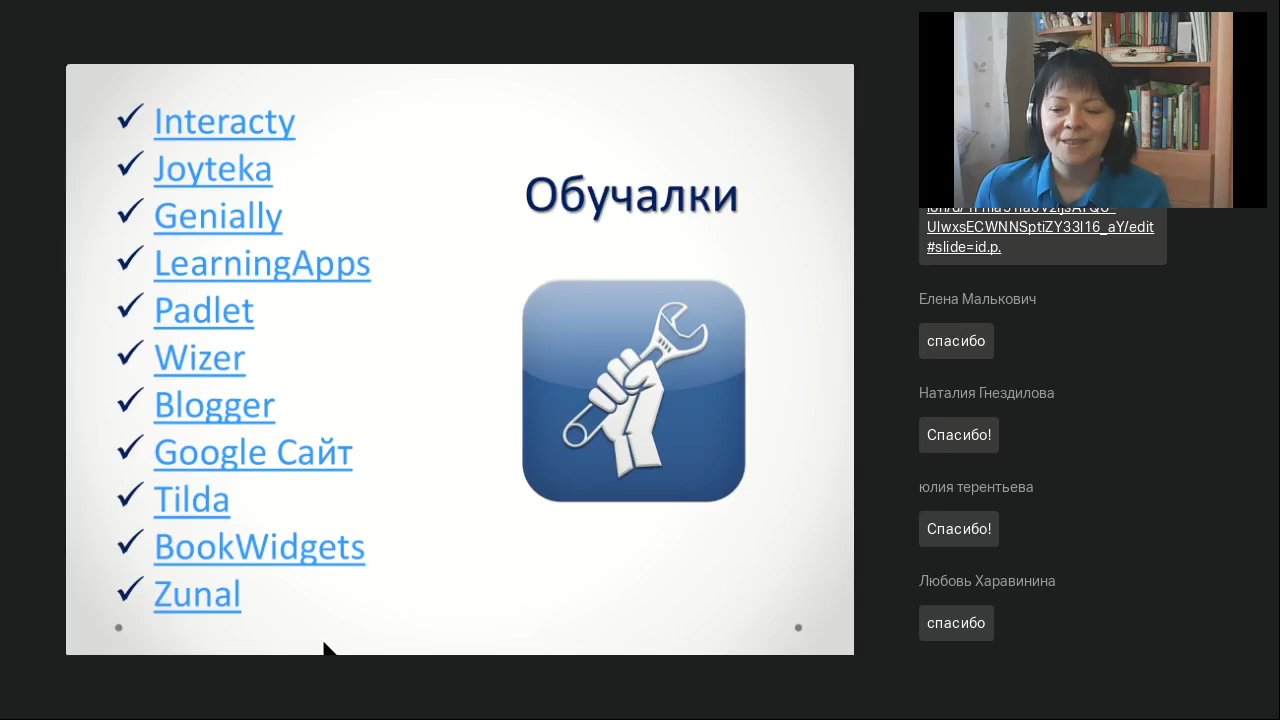 Interacty
Joyteka
Genially
LearningApps
Padlet
Wizer
Blogger
Google Сайт
Tilda
BookWidgets
Zunal
Обучалки
UlwxsECWNNSptiZY33l16_aY/edit
#slide=id.p.
Елена Малькович
спасибо
Наталия Гнездилова
Спасибо!
юлия терентьева
Спасибо!
Любовь Харавинина
спасибо